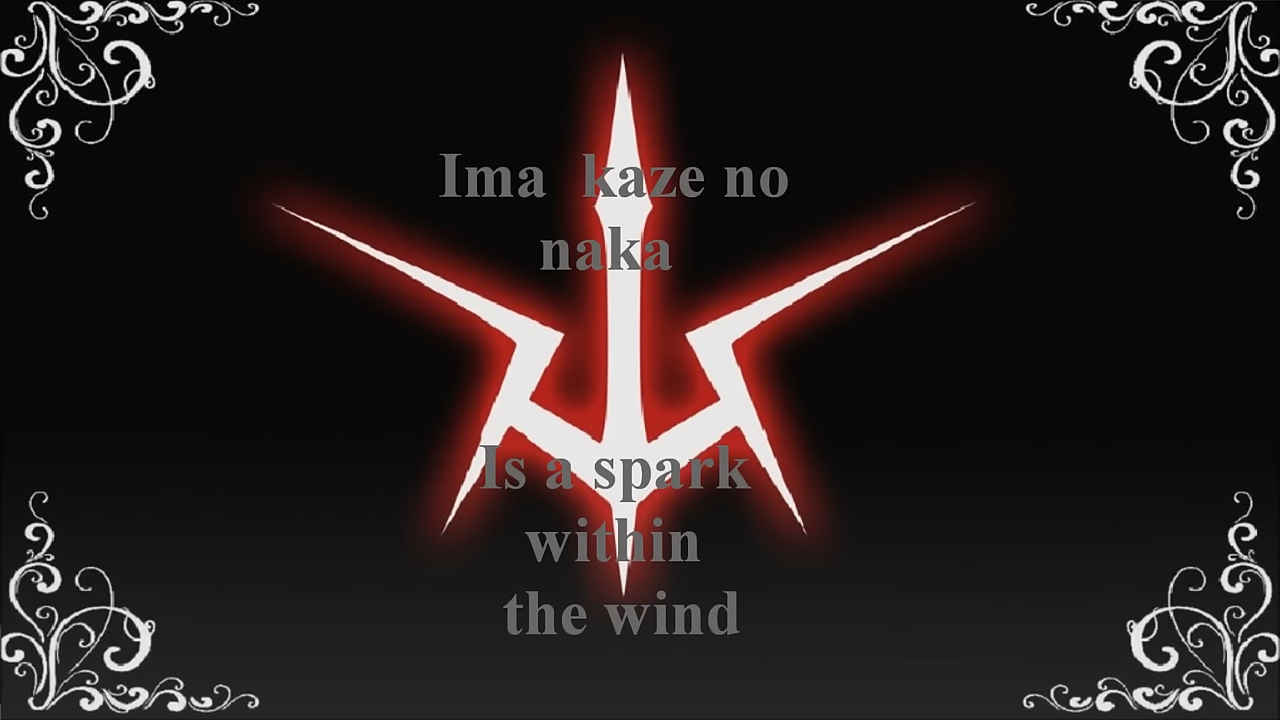 Ima kaze no
naka
Is a spark
within
the wind